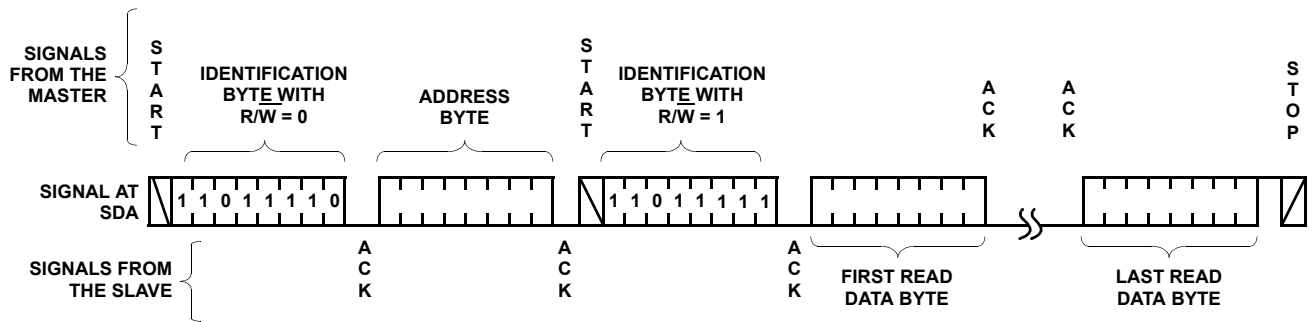 SIGNALS
FROM THE
MASTER
START
IDENTIFICATION
BYTE WITH
R/W̅ = 0
ADDRESS
BYTE
START
IDENTIFICATION
BYTE WITH
R/W̅ = 1
ACK
ACK
STOP
SIGNAL AT
SDA
1 1 0 1 1 1 1 0
1 1 0 1 1 1 1 1
SIGNALS FROM
THE SLAVE
ACK
ACK
ACK
FIRST READ
DATA BYTE
LAST READ
DATA BYTE